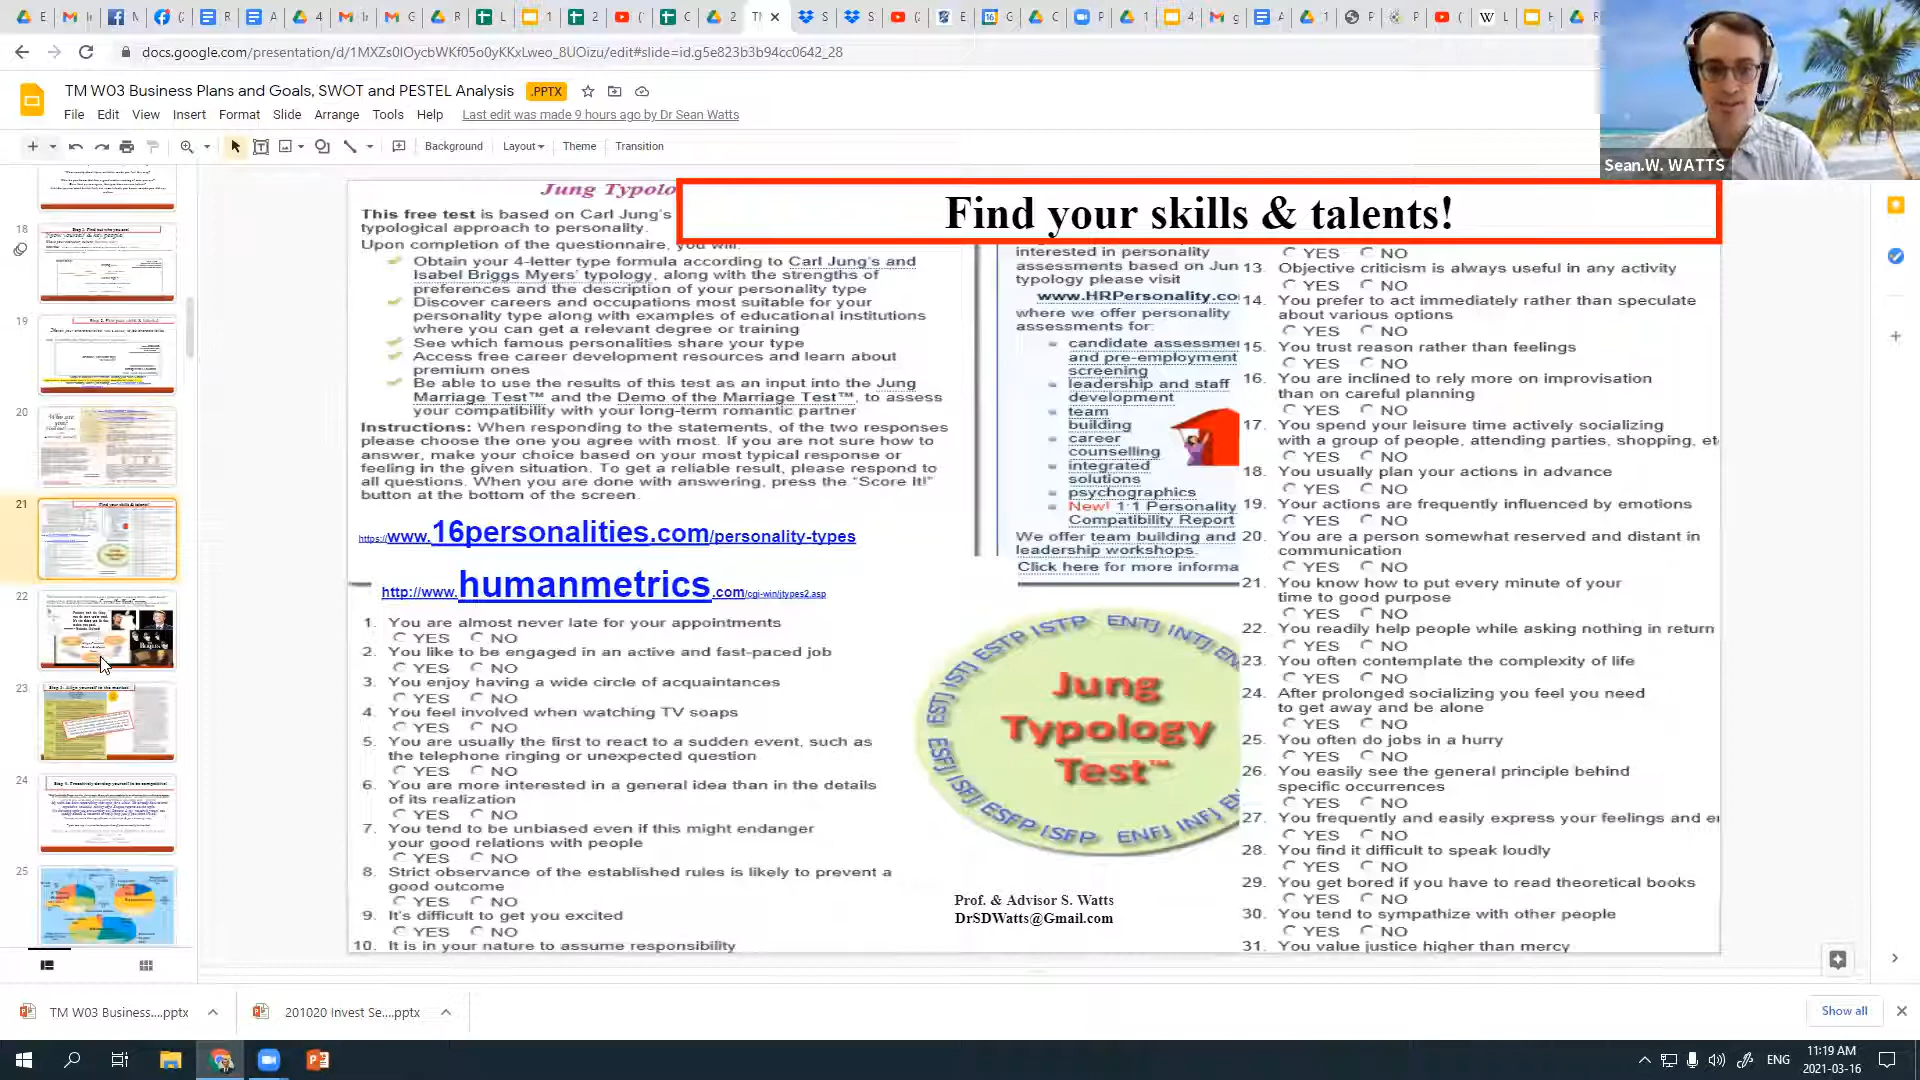 docs.google.com/presentation/d/1MXZs0IOycbWKf05o0yKKxLweo_8UOizu/edit#slide=id.g5e823b3b94cc0642_28
TM W03 Business Plans and Goals, SWOT and PESTEL Analysis
.PPTX
File Edit View Insert Format Arrange Slide Tools Help
Last edit was made 9 hours ago by Dr Sean Watts
Background Layout Theme Transition
Sean.W. WATTS
18
19
20
21
22
23
24
25
Find your skills & talents!
Jung Typolo
This free test is based on Carl Jung's
typological approach to personality.
Upon completion of the questionnaire, you will:
Obtain your 4-letter type formula according to Carl Jung's and
Isabel Briggs Myers' typology, along with the strengths of
preferences and the description of your personality type
Discover careers and occupations most suitable for your
personality type along with examples of educational institutions
where you can get a relevant degree or training
See which famous personalities share your type
Access free career development resources and learn about
premium ones
Be able to use the results of this test as an input into the Jung
Marriage Test™ and the Demo of the Marriage Test™, to assess
your compatibility with your long-term romantic partner
Instructions: When responding to the statements, of the two responses
please choose the one you agree with most. If you are not sure how to
answer, make your choice based on your most typical response or
feeling in the given situation. To get a reliable result, please respond to
all questions. When you are done with answering, press the "Score It!"
button at the bottom of the screen.
https://www.16personalities.com/personality-types
http://www.humanmetrics.com/cgi-win/jtypes2.asp
1. You are almost never late for your appointments
YES NO
2. You like to be engaged in an active and fast-paced job
YES NO
3. You enjoy having a wide circle of acquaintances
YES NO
4. You feel involved when watching TV soaps
YES NO
5. You are usually the first to react to a sudden event, such as
the telephone ringing or unexpected question
YES NO
6. You are more interested in a general idea than in the details
of its realization
YES NO
7. You tend to be unbiased even if this might endanger
your good relations with people
YES NO
8. Strict observance of the established rules is likely to prevent a
good outcome
YES NO
9. It's difficult to get you excited
YES NO
10. It is in your nature to assume responsibility
interested in personality
assessments based on Jun
typology please visit
www.HRPersonality.co
where we offer personality
assessments for:
candidate assessme
and pre-employment
screening
leadership and staff
development
team
building
career
counselling
integrated
solutions
psychographics
New! 1:1 Personality
Compatibility Report
We offer team building and
leadership workshops.
Click here for more informa
ESFJ ISFJ ESTJ ISTJ ESTP ISTP ENTJ INTJ EN
Jung
Typology
Test™
ESFP ISFP ENFJ INFJ EN
Prof. & Advisor S. Watts
DrSDWatts@Gmail.com
YES NO
13. Objective criticism is always useful in any activity
YES NO
14. You prefer to act immediately rather than speculate
about various options
YES NO
15. You trust reason rather than feelings
YES NO
16. You are inclined to rely more on improvisation
than on careful planning
YES NO
17. You spend your leisure time actively socializing
with a group of people, attending parties, shopping, et
YES NO
18. You usually plan your actions in advance
YES NO
19. Your actions are frequently influenced by emotions
YES NO
20. You are a person somewhat reserved and distant in
communication
YES NO
21. You know how to put every minute of your
time to good purpose
YES NO
22. You readily help people while asking nothing in return
YES NO
23. You often contemplate the complexity of life
YES NO
24. After prolonged socializing you feel you need
to get away and be alone
YES NO
25. You often do jobs in a hurry
YES NO
26. You easily see the general principle behind
specific occurrences
YES NO
27. You frequently and easily express your feelings and e
YES NO
28. You find it difficult to speak loudly
YES NO
29. You get bored if you have to read theoretical books
YES NO
30. You tend to sympathize with other people
YES NO
31. You value justice higher than mercy
TM W03 Business....pptx
201020 Invest Se....pptx
Show all
ENG
11:19 AM
2021-03-16